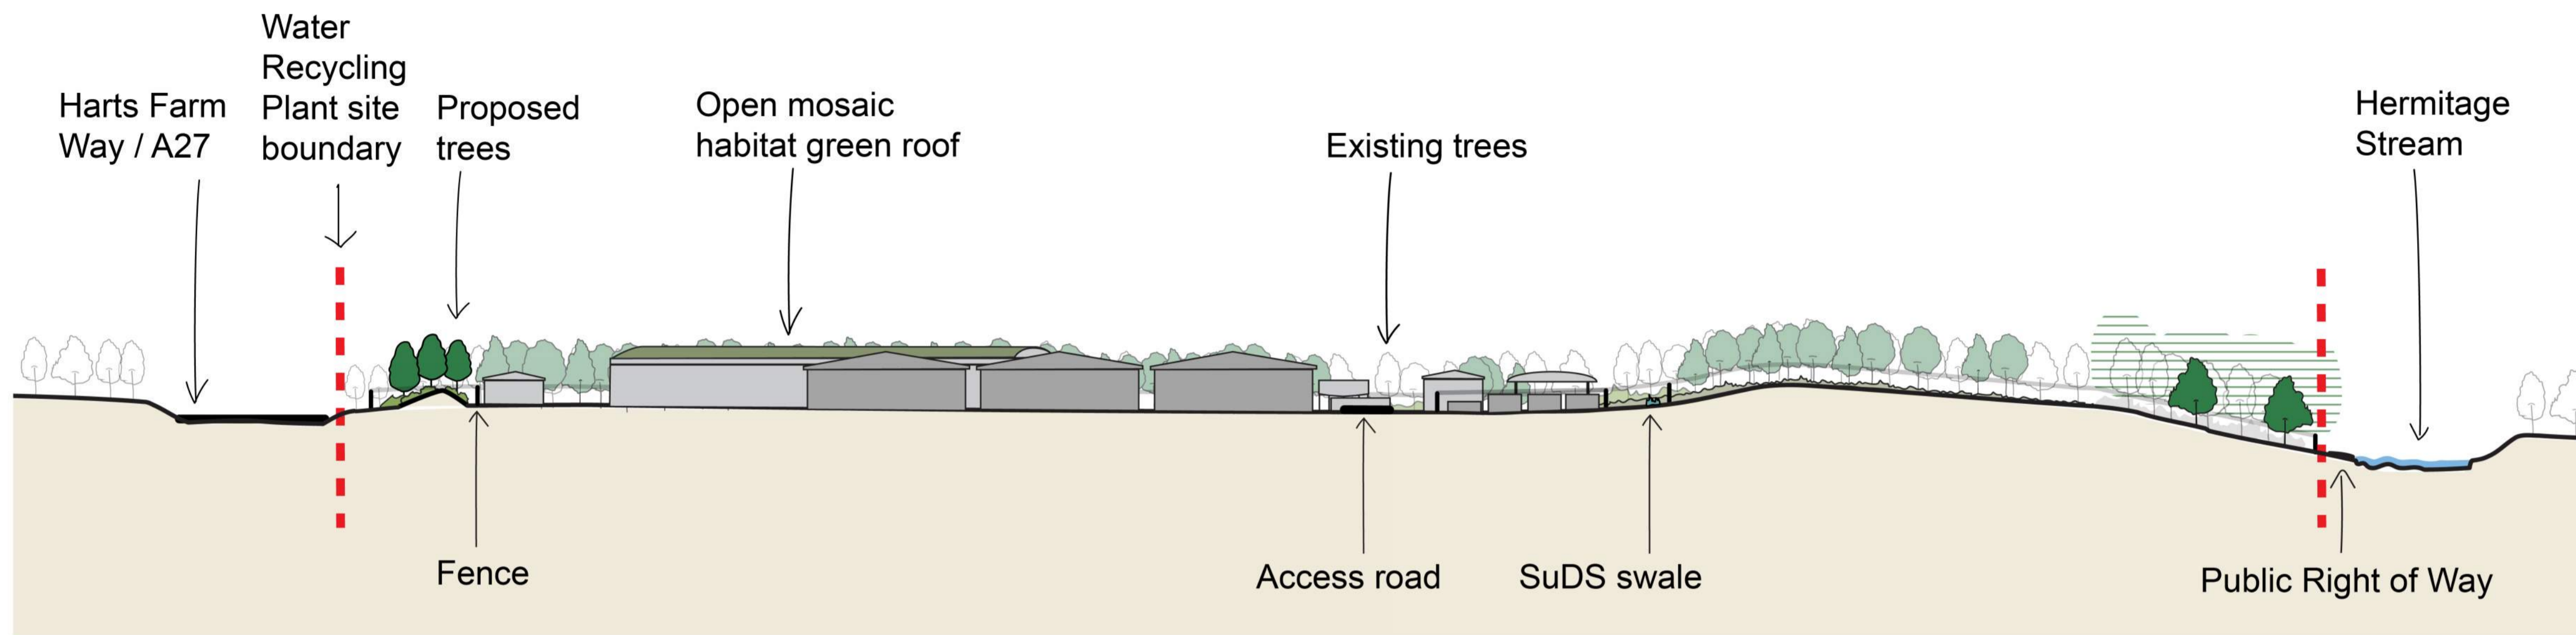 Water
Recycling
Plant site
boundary
Harts Farm
Way / A27
Proposed
trees
Open mosaic
habitat green roof
Existing trees
Hermitage
Stream
Fence
Access road
SuDS swale
Public Right of Way